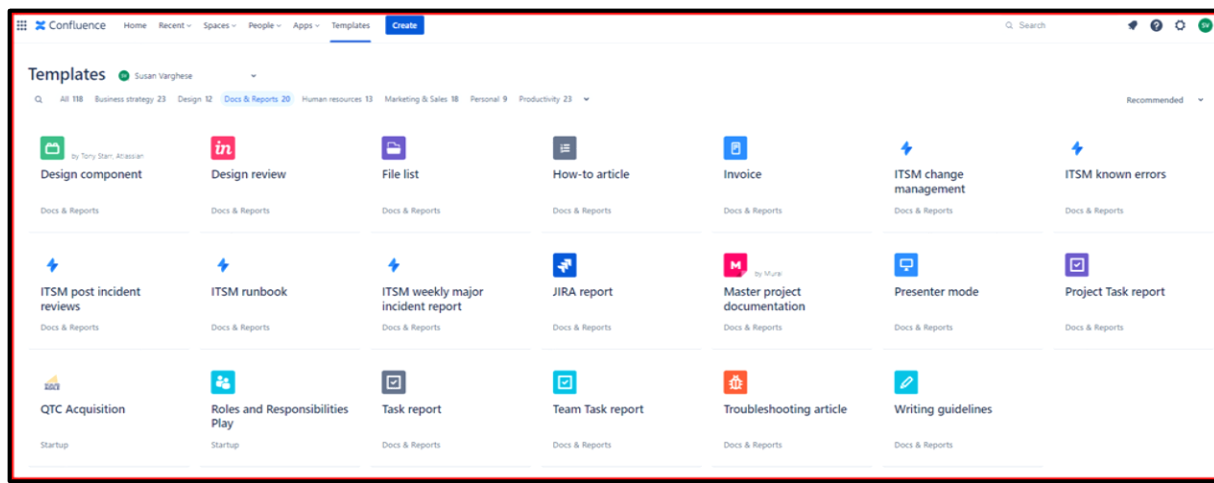 Confluence Home Recent Spaces People Apps Templates Create Search SV
Templates SV Susan Varghese
All 118 Business strategy 23 Design 12 Docs & Reports 20 Human resources 13 Marketing & Sales 18 Personal 9 Productivity 23 Recommended
by Tony Starr, Atlassian in
Design component Design review File list How-to article Invoice ITSM change ITSM known errors
management
Docs & Reports Docs & Reports Docs & Reports Docs & Reports Docs & Reports Docs & Reports Docs & Reports
M by Mural
ITSM post incident ITSM runbook ITSM weekly major JIRA report Master project Presenter mode Project Task report
reviews incident report documentation
Docs & Reports Docs & Reports Docs & Reports Docs & Reports Docs & Reports Docs & Reports Docs & Reports
QTC Acquisition Roles and Responsibilities Task report Team Task report Troubleshooting article Writing guidelines
Play
Startup Startup Docs & Reports Docs & Reports Docs & Reports Docs & Reports